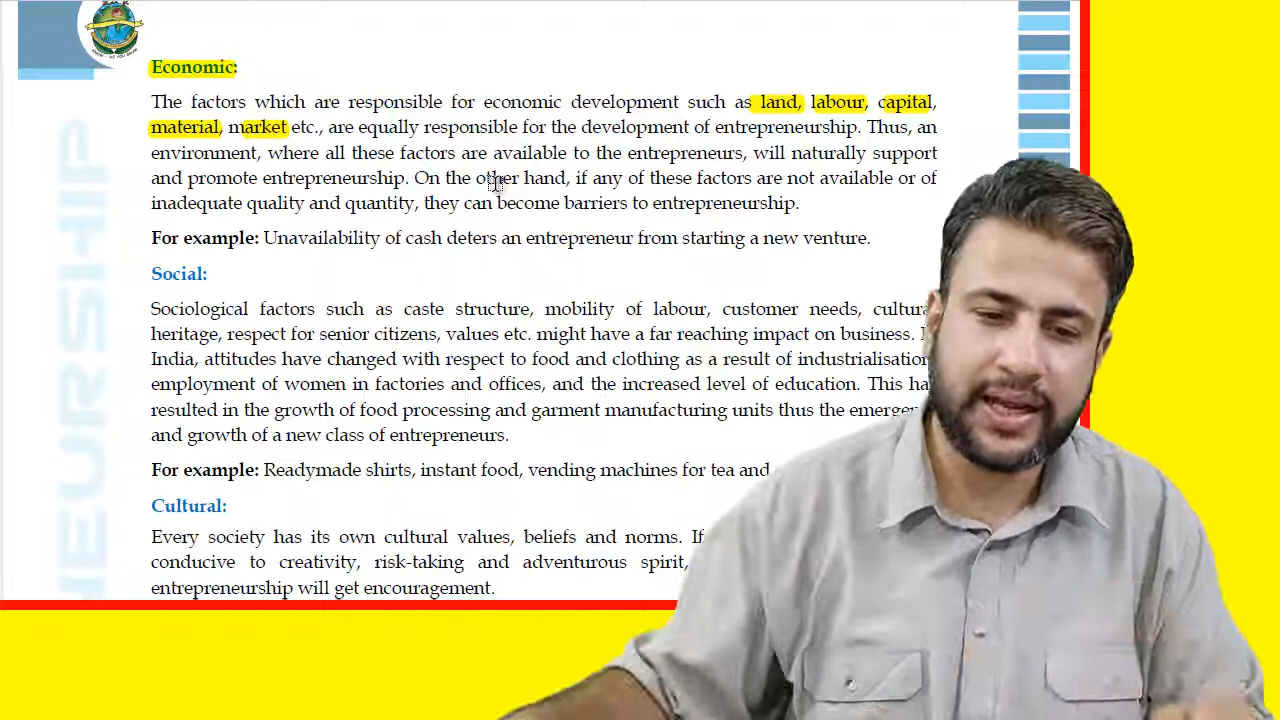 Economic:
The factors which are responsible for economic development such as land, labour, capital,
material, market etc., are equally responsible for the development of entrepreneurship. Thus, an
environment, where all these factors are available to the entrepreneurs, will naturally support
and promote entrepreneurship. On the other hand, if any of these factors are not available or of
inadequate quality and quantity, they can become barriers to entrepreneurship.
For example: Unavailability of cash deters an entrepreneur from starting a new venture.
Social:
Sociological factors such as caste structure, mobility of labour, customer needs,
heritage, respect for senior citizens, values etc. might have a far reaching impact on business.
India, attitudes have changed with respect to food and clothing as a result of
employment of women in factories and offices, and the increased level of education. This
resulted in the growth of food processing and garment manufacturing units thus the
and growth of a new class of entrepreneurs.
For example: Readymade shirts, instant food, vending machines for tea and
Cultural:
Every society has its own cultural values, beliefs and norms. If
conducive to creativity, risk-taking and adventurous spirit,
entrepreneurship will get encouragement.